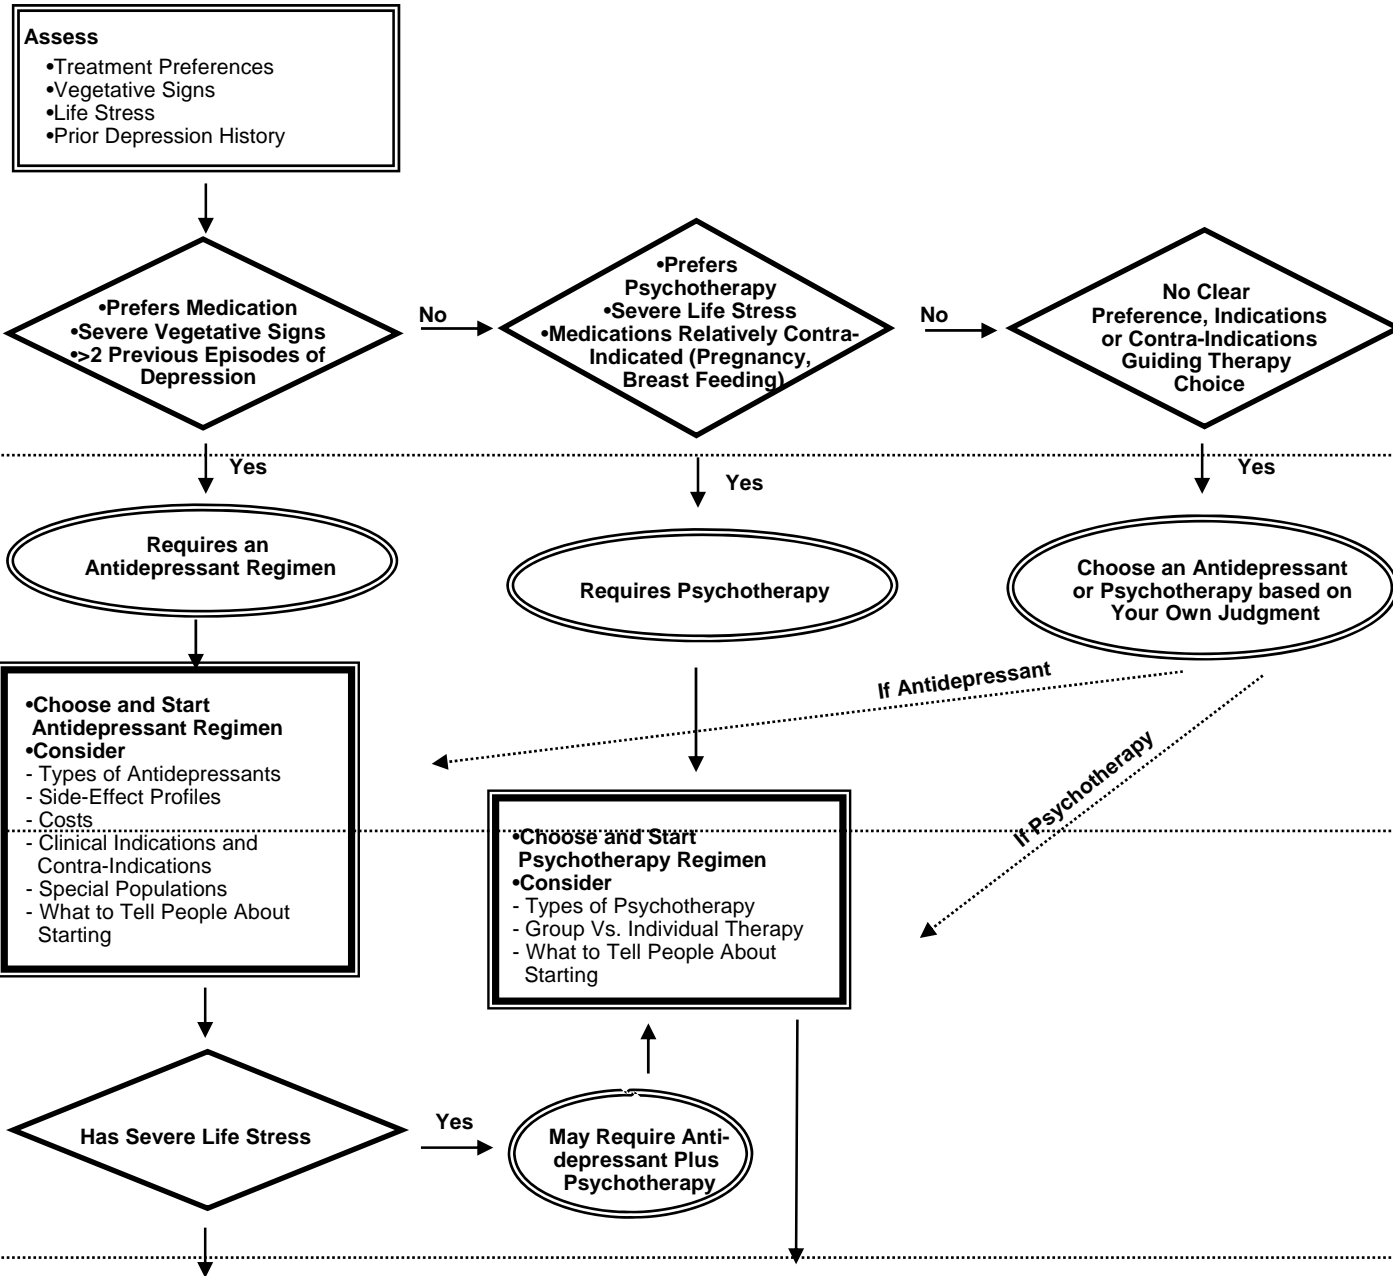 Assess
•Treatment Preferences
•Vegetative Signs
•Life Stress
•Prior Depression History
•Prefers Medication
•Severe Vegetative Signs
•>2 Previous Episodes of
Depression
No
•Prefers
Psychotherapy
•Severe Life Stress
•Medications Relatively Contra-
Indicated (Pregnancy,
Breast Feeding)
No
No Clear
Preference, Indications
or Contra-Indications
Guiding Therapy
Choice
Yes
Yes
Yes
Requires an
Antidepressant Regimen
Requires Psychotherapy
Choose an Antidepressant
or Psychotherapy based on
Your Own Judgment
If Antidepressant
If Psychotherapy
•Choose and Start
Antidepressant Regimen
•Consider
- Types of Antidepressants
- Side-Effect Profiles
- Costs
- Clinical Indications and
Contra-Indications
- Special Populations
- What to Tell People About
Starting
•Choose and Start
Psychotherapy Regimen
•Consider
- Types of Psychotherapy
- Group Vs. Individual Therapy
- What to Tell People About
Starting
Has Severe Life Stress
Yes
May Require Anti-
depressant Plus
Psychotherapy